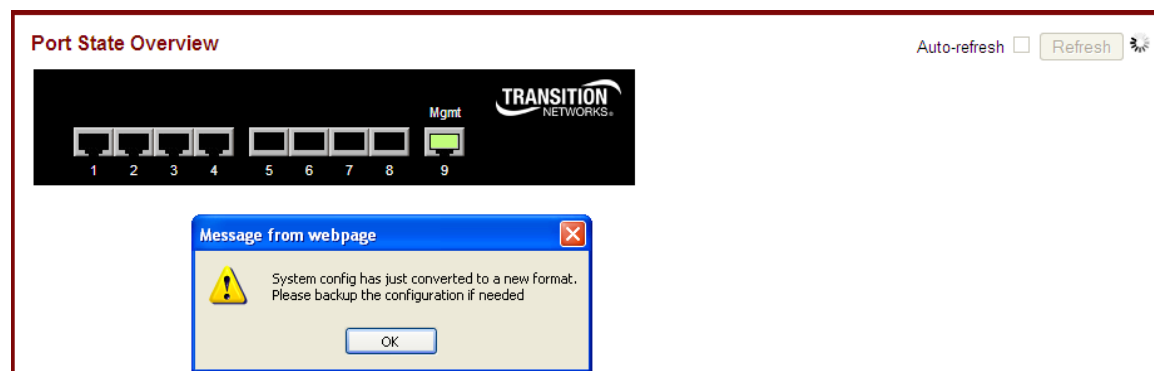 Port State Overview
Auto-refresh Refresh
TRANSITION
NETWORKS®
Mgmt
1 2 3 4 5 6 7 8 9
Message from webpage
System config has just converted to a new format.
Please backup the configuration if needed
OK